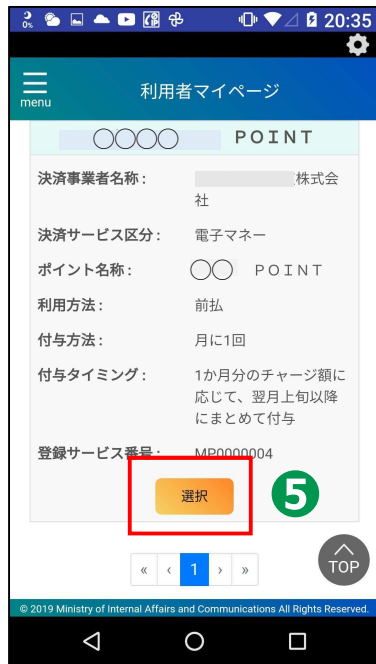 0%
20:35
menu
利用者マイページ
○○○○ ＰＯＩＮＴ
決済事業者名称： 株式会
社
決済サービス区分： 電子マネー
ポイント名称： ○○ ＰＯＩＮＴ
利用方法： 前払
付与方法： 月に1回
付与タイミング： 1か月分のチャージ額に
応じて、翌月上旬以降
にまとめて付与
登録サービス番号： MP0000004
選択
5
« ‹ 1 › »
TOP
© 2019 Ministry of Internal Affairs and Communications All Rights Reserved.